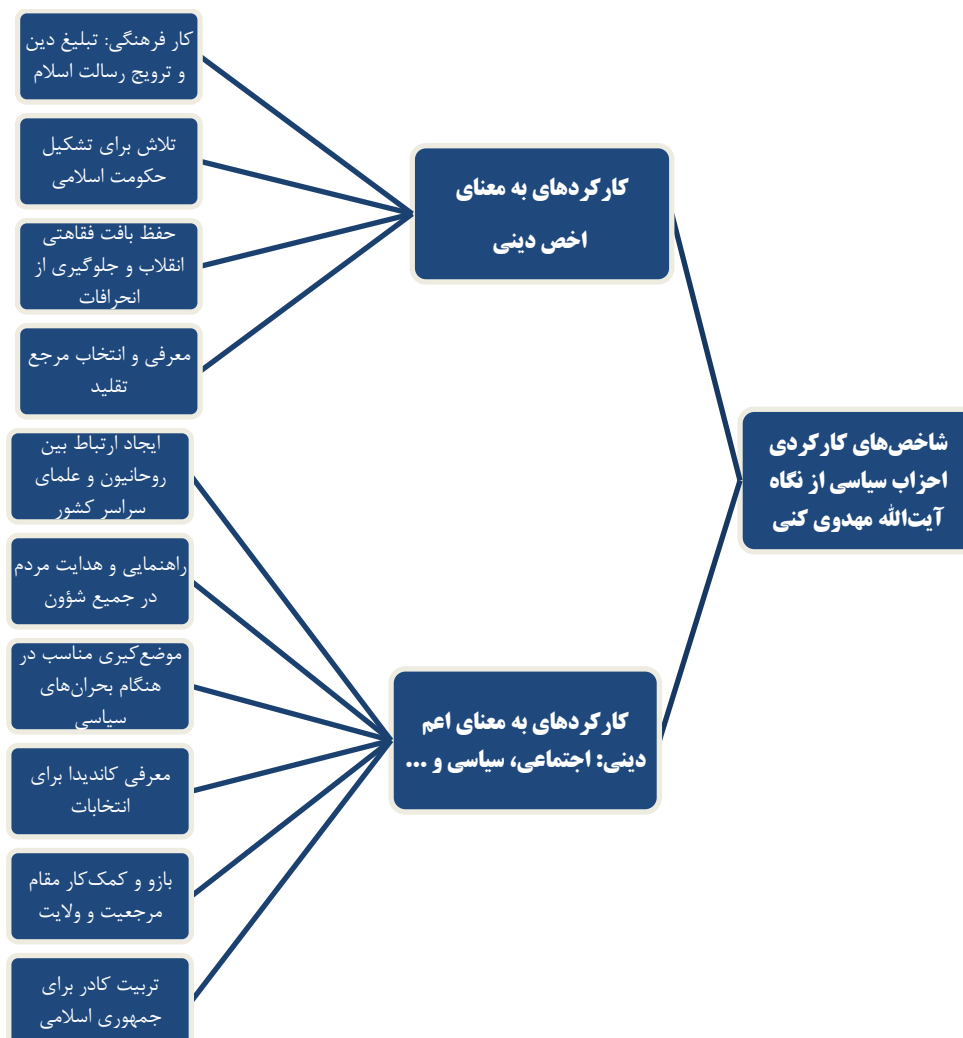 شاخص‌های کارکردی
احزاب سیاسی از نگاه
آیت‌الله مهدوی کنی
کارکردهای به معنای
اخص دینی
کار فرهنگی: تبلیغ دین
و ترویج رسالت اسلام
تلاش برای تشکیل
حکومت اسلامی
حفظ بافت فقاهتی
انقلاب و جلوگیری از
انحرافات
معرفی و انتخاب مرجع
تقلید
کارکردهای به معنای اعم
دینی: اجتماعی، سیاسی و ...
ایجاد ارتباط بین
روحانیون و علمای
سراسر کشور
راهنمایی و هدایت مردم
در جمیع شؤون
موضع‌گیری مناسب در
هنگام بحران‌های
سیاسی
معرفی کاندیدا برای
انتخابات
بازو و کمک‌کار مقام
مرجعیت و ولایت
تربیت کادر برای
جمهوری اسلامی